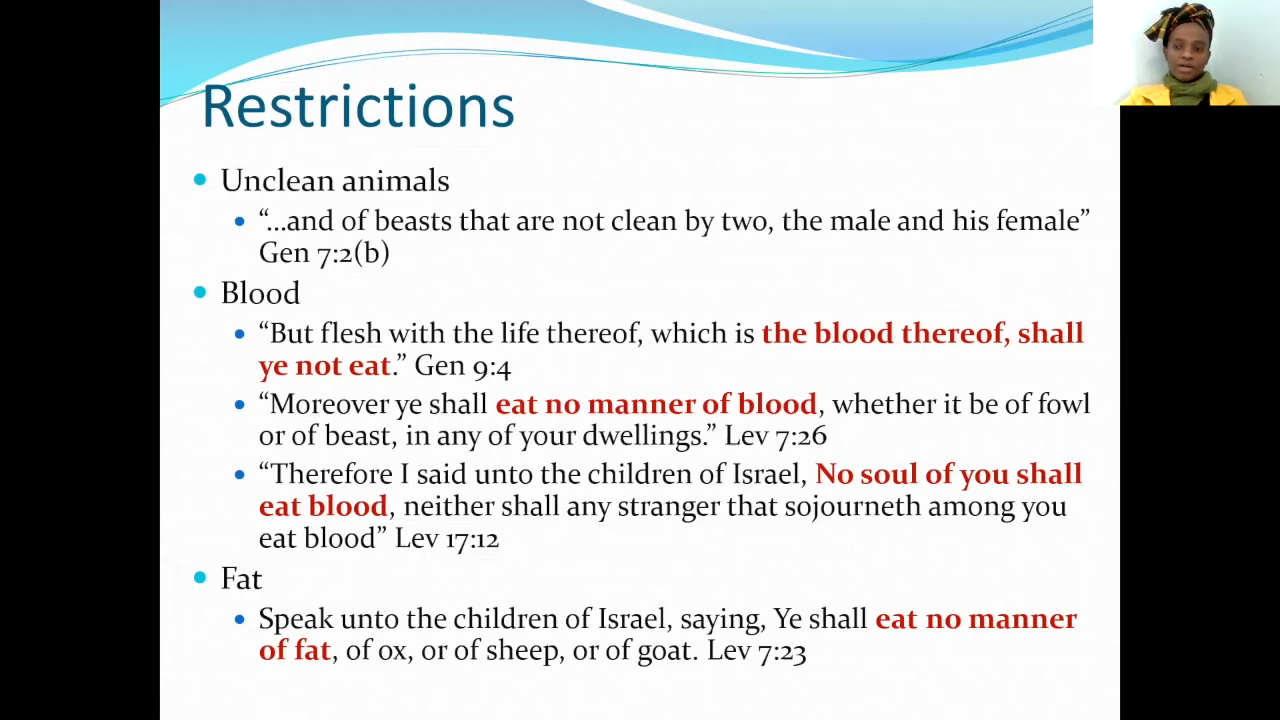 Restrictions
Unclean animals
“...and of beasts that are not clean by two, the male and his female”
Gen 7:2(b)
Blood
“But flesh with the life thereof, which is the blood thereof, shall
ye not eat.” Gen 9:4
“Moreover ye shall eat no manner of blood, whether it be of fowl
or of beast, in any of your dwellings.” Lev 7:26
“Therefore I said unto the children of Israel, No soul of you shall
eat blood, neither shall any stranger that sojourneth among you
eat blood” Lev 17:12
Fat
Speak unto the children of Israel, saying, Ye shall eat no manner
of fat, of ox, or of sheep, or of goat. Lev 7:23